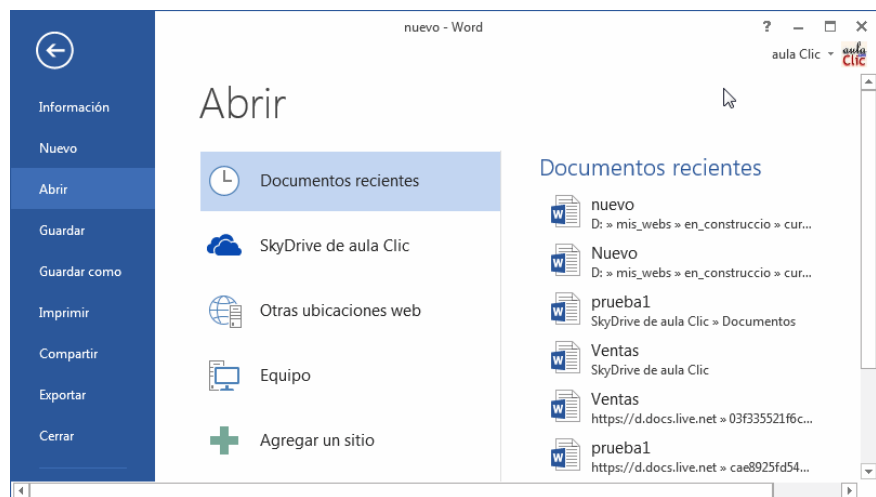 nuevo - Word
?
aula Clic
aula
Clic
Información
Nuevo
Abrir
Guardar
Guardar como
Imprimir
Compartir
Exportar
Cerrar
Abrir
Documentos recientes
SkyDrive de aula Clic
Otras ubicaciones web
Equipo
Agregar un sitio
Documentos recientes
nuevo
D: » mis_webs » en_construccio » cur...
Nuevo
D: » mis_webs » en_construccio » cur...
prueba1
SkyDrive de aula Clic » Documentos
Ventas
SkyDrive de aula Clic
Ventas
https://d.docs.live.net » 03f335521f6c...
prueba1
https://d.docs.live.net » cae8925fd54...